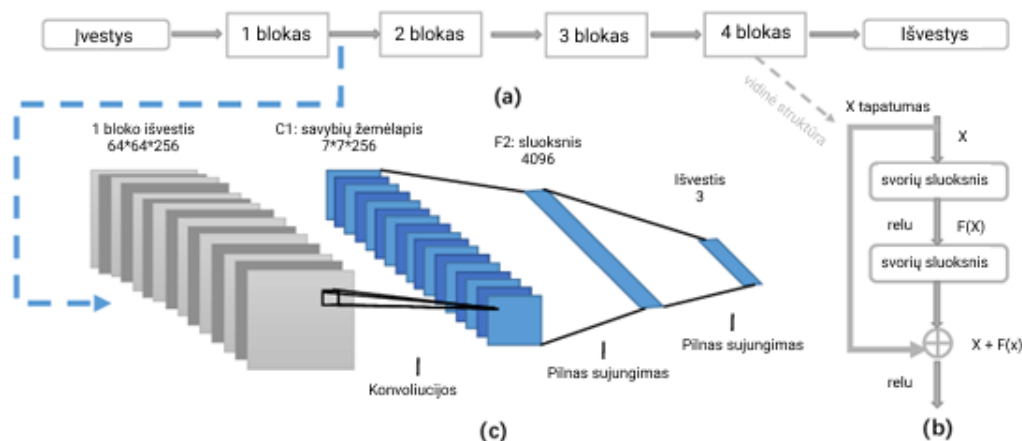 Įvestys
1 blokas
2 blokas
3 blokas
4 blokas
Išvestys
(a)
vidinė struktūra
1 bloko išvestis
64*64*256
C1: savybių žemėlapis
7*7*256
F2: sluoksnis
4096
Išvestis
3
Konvoliucijos
Pilnas sujungimas
Pilnas sujungimas
(c)
X tapatumas
X
svorių sluoksnis
relu
F(X)
svorių sluoksnis
X + F(x)
relu
(b)